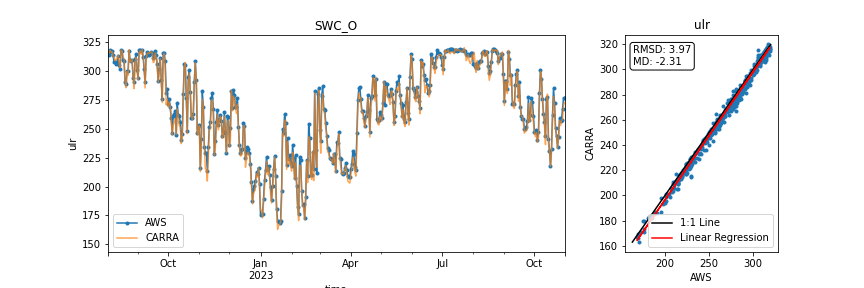 SWC_O
ulr
325
300
275
250
225
200
175
150
ulr
AWS
CARRA
Oct
Jan
2023
Apr
Jul
Oct
time
ulr
RMSD: 3.97
MD: -2.31
320
300
280
260
240
220
200
180
160
CARRA
1:1 Line
Linear Regression
200
250
300
AWS